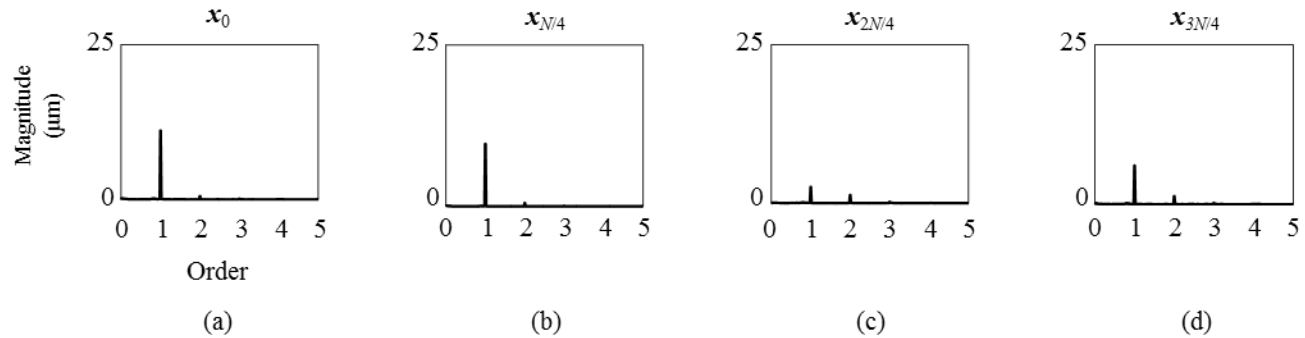 x0 xN/4 x2N/4 x3N/4
25 25 25 25
Magnitude
(μm)
0 0 0 0
0 1 2 3 4 5 0 1 2 3 4 5 0 1 2 3 4 5 0 1 2 3 4 5
Order
(a) (b) (c) (d)